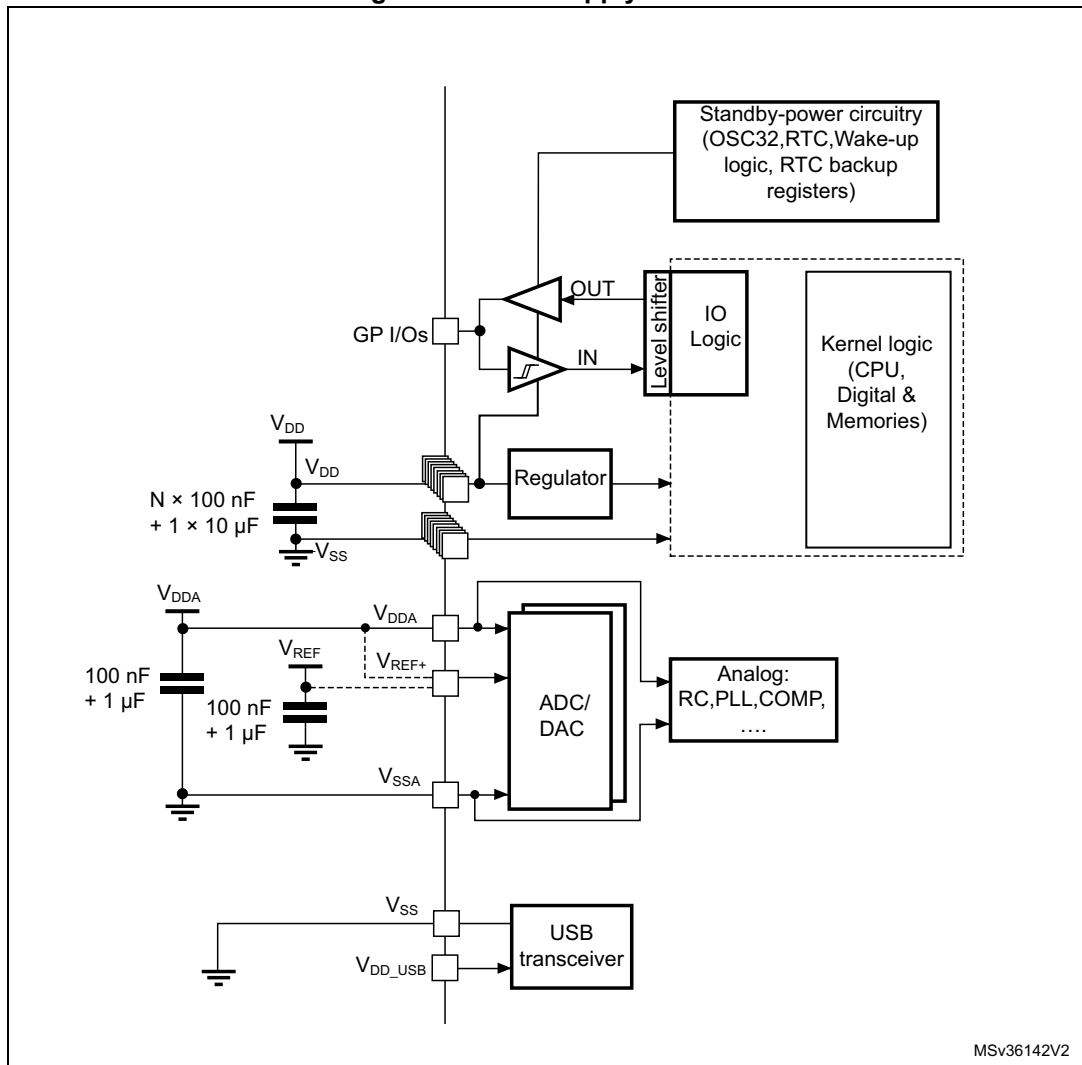 Standby-power circuitry
(OSC32,RTC,Wake-up
logic, RTC backup
registers)
OUT
GP I/Os
IN
Level shifter
IO
Logic
Kernel logic
(CPU,
Digital &
Memories)
VDD
VDD
N × 100 nF
+ 1 × 10 µF
VSS
Regulator
VDDA
VDDA
VREF
VREF+
100 nF
+ 1 µF
100 nF
+ 1 µF
ADC/
DAC
Analog:
RC,PLL,COMP,
....
VSSA
VSS
USB
transceiver
VDD_USB
MSv36142V2